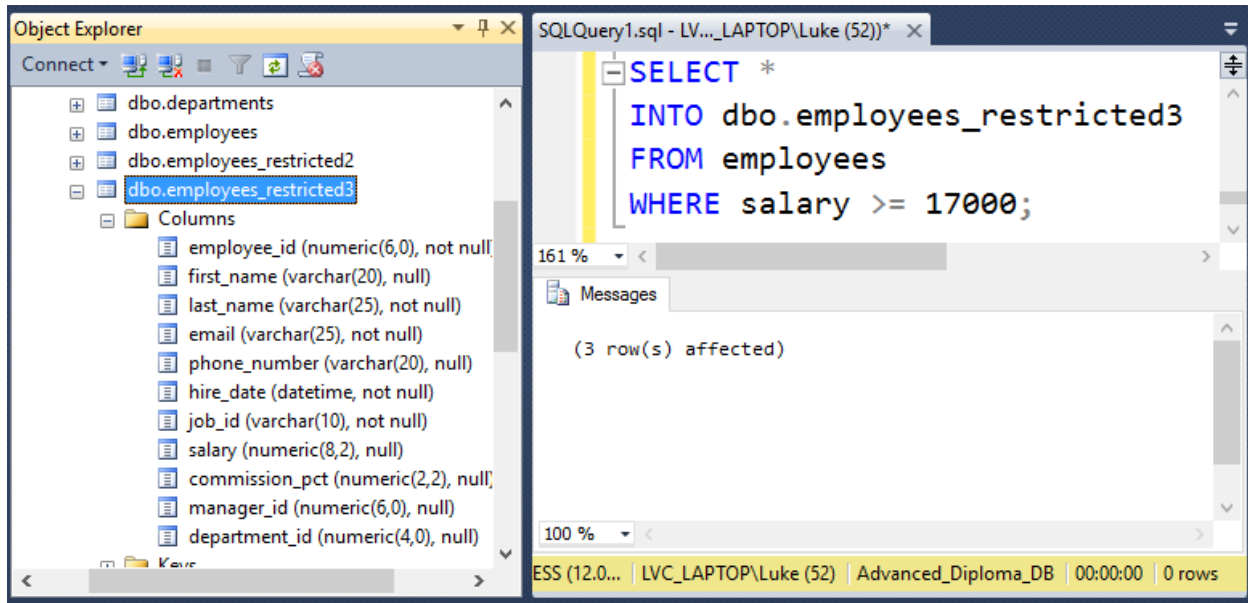 Object Explorer
Connect
dbo.departments
dbo.employees
dbo.employees_restricted2
dbo.employees_restricted3
Columns
employee_id (numeric(6,0), not null)
first_name (varchar(20), null)
last_name (varchar(25), not null)
email (varchar(25), not null)
phone_number (varchar(20), null)
hire_date (datetime, not null)
job_id (varchar(10), not null)
salary (numeric(8,2), null)
commission_pct (numeric(2,2), null)
manager_id (numeric(6,0), null)
department_id (numeric(4,0), null)
Keys
SQLQuery1.sql - LV..._LAPTOP\Luke (52))*
SELECT *
INTO dbo.employees_restricted3
FROM employees
WHERE salary >= 17000;
161 %
Messages
(3 row(s) affected)
100 %
ESS (12.0... LVC_LAPTOP\Luke (52) Advanced_Diploma_DB 00:00:00 0 rows